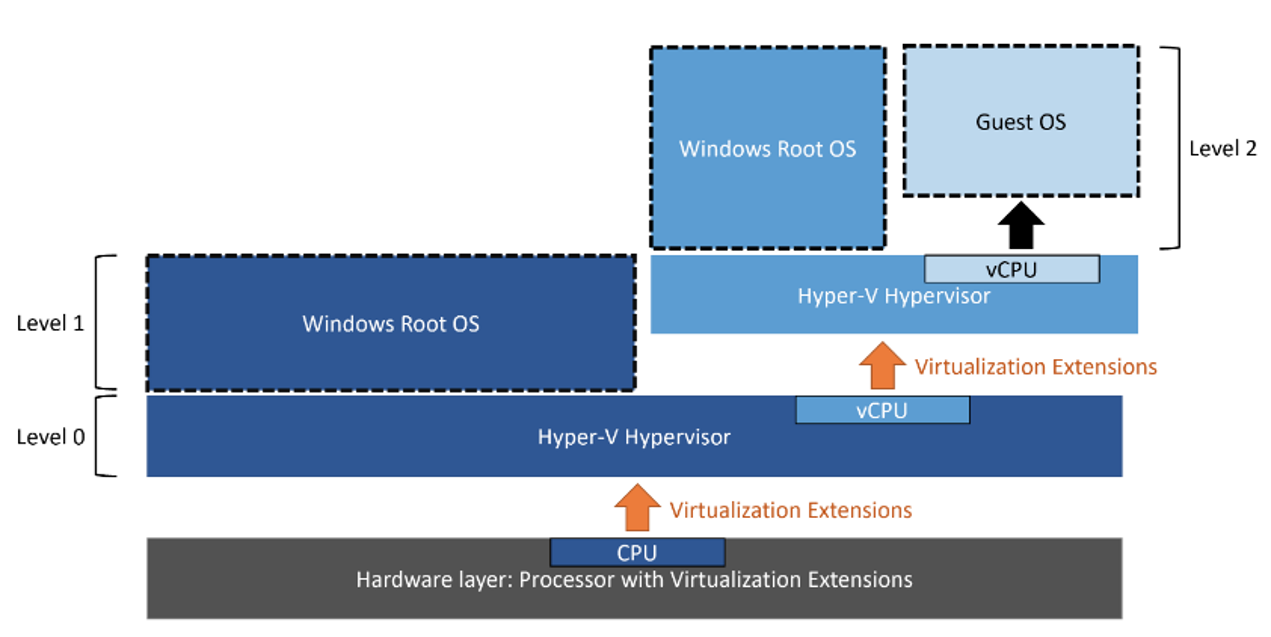 Windows Root OS
Guest OS
Level 2
vCPU
Hyper-V Hypervisor
Level 1
Windows Root OS
Virtualization Extensions
vCPU
Level 0
Hyper-V Hypervisor
Virtualization Extensions
CPU
Hardware layer: Processor with Virtualization Extensions